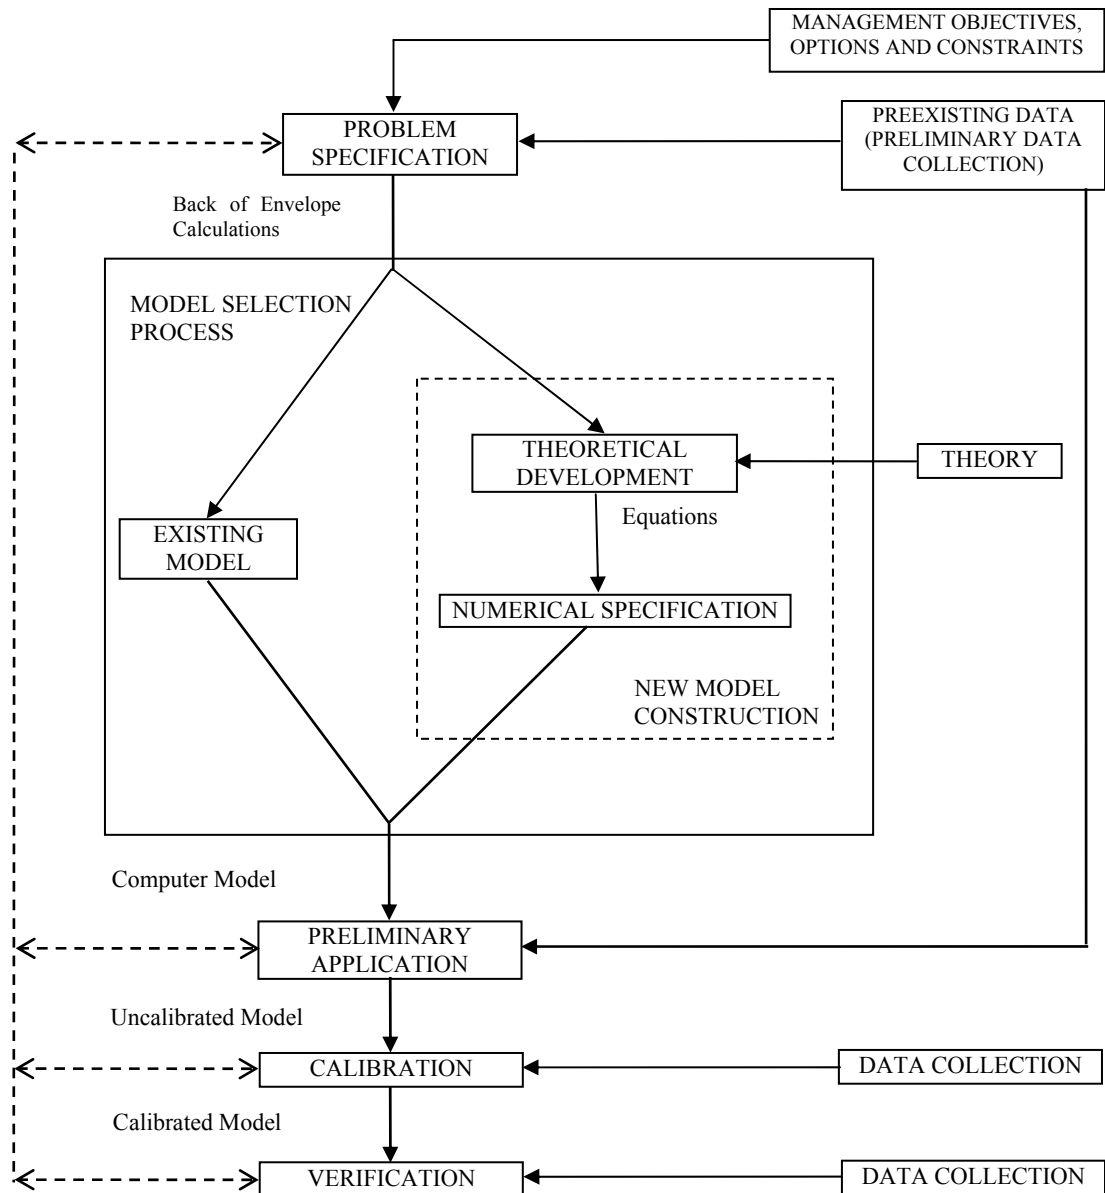 MANAGEMENT OBJECTIVES,
OPTIONS AND CONSTRAINTS
PROBLEM
SPECIFICATION
PREEXISTING DATA
(PRELIMINARY DATA
COLLECTION)
Back of Envelope
Calculations
MODEL SELECTION
PROCESS
THEORETICAL
DEVELOPMENT
THEORY
Equations
EXISTING
MODEL
NUMERICAL SPECIFICATION
NEW MODEL
CONSTRUCTION
Computer Model
PRELIMINARY
APPLICATION
Uncalibrated Model
CALIBRATION
DATA COLLECTION
Calibrated Model
VERIFICATION
DATA COLLECTION